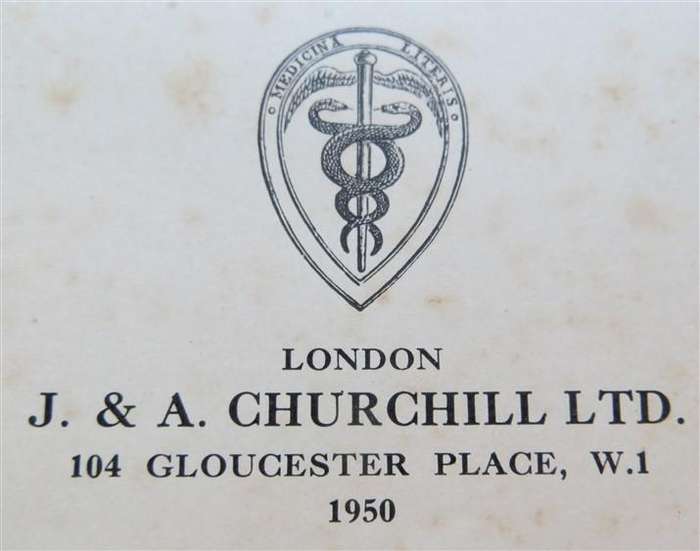 ◦ MEDICINA LITERIS ◦
LONDON
J. & A. CHURCHILL LTD.
104 GLOUCESTER PLACE, W.1
1950